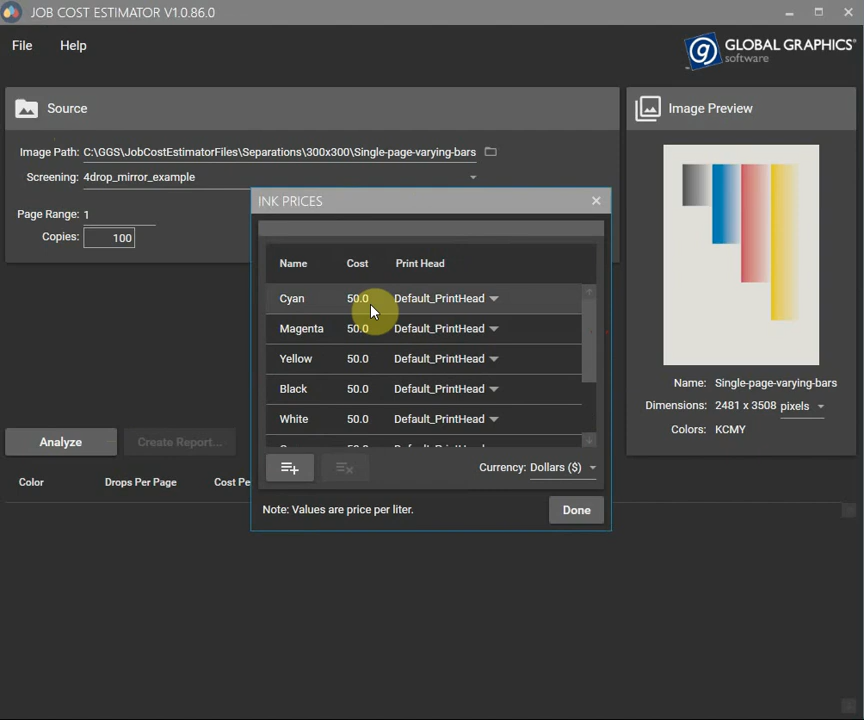 JOB COST ESTIMATOR V1.0.86.0
File Help
GLOBAL GRAPHICS®
software
Source
Image Preview
Image Path: C:\GGS\JobCostEstimatorFiles\Separations\300x300\Single-page-varying-bars
Screening: 4drop_mirror_example
Page Range: 1
Copies: 100
INK PRICES
Name Cost Print Head
Cyan 50.0 Default_PrintHead
Magenta 50.0 Default_PrintHead
Yellow 50.0 Default_PrintHead
Black 50.0 Default_PrintHead
White 50.0 Default_PrintHead
Currency: Dollars ($)
Note: Values are price per liter.
Done
Name: Single-page-varying-bars
Dimensions: 2481 x 3508 pixels
Colors: KCMY
Analyze
Create Report...
Color Drops Per Page Cost Pe